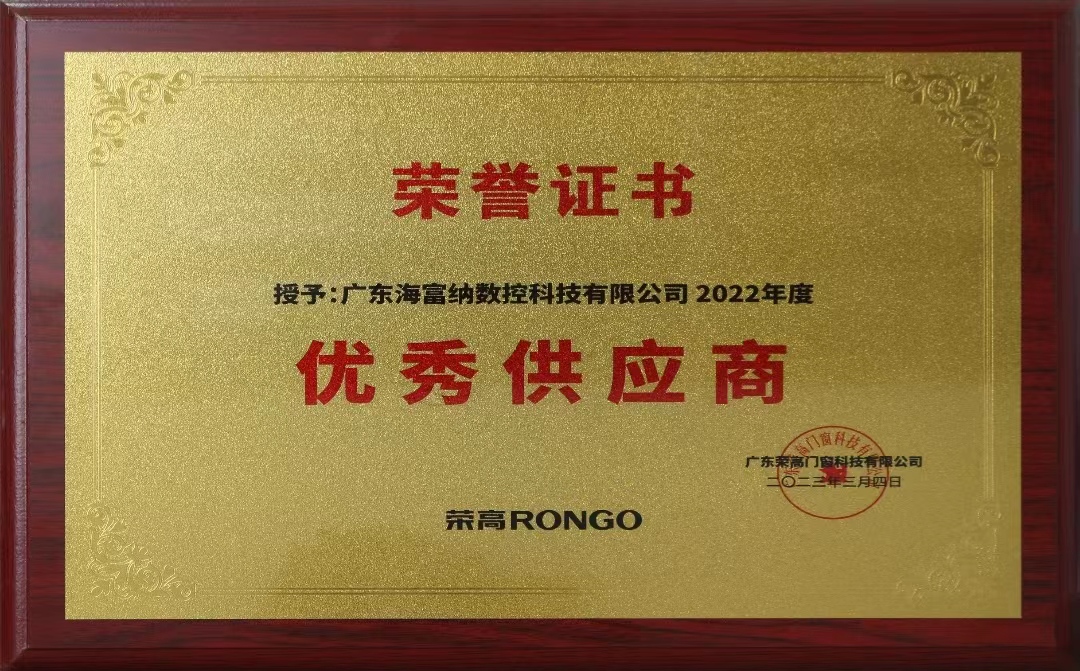 荣誉证书
授予:广东海富纳数控科技有限公司 2022年度
优秀供应商
广东荣高门窗科技有限公司
二〇二三年三月四日
荣高RONGO